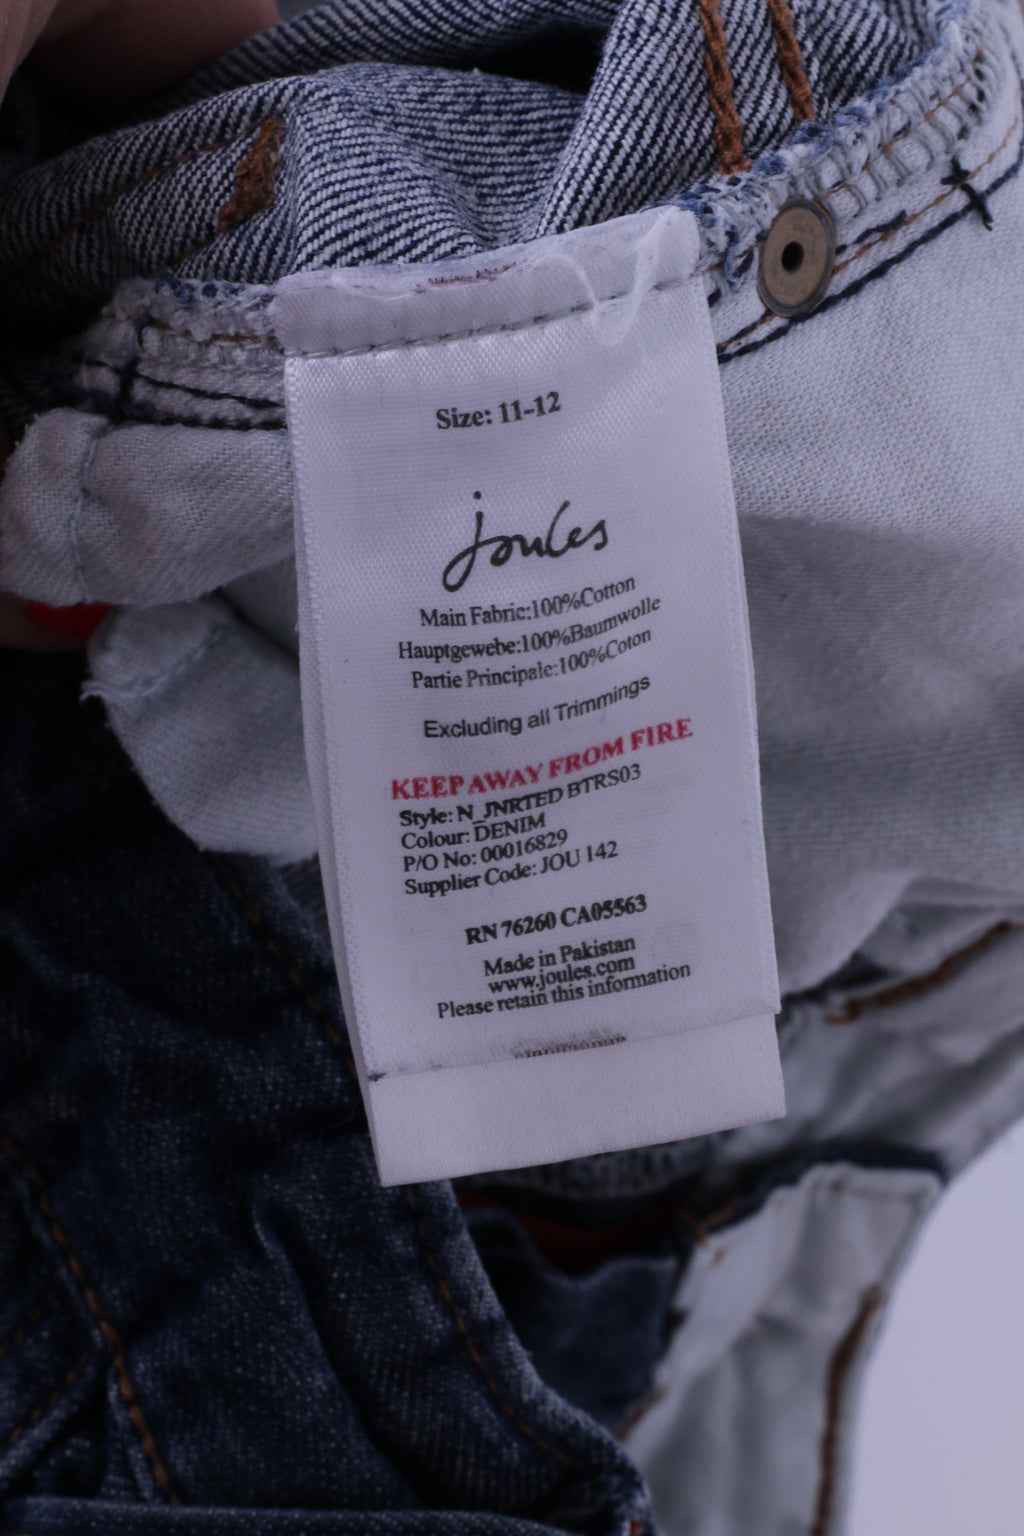 Size: 11-12
joules
Main Fabric:100%Cotton
Hauptgewebe:100%Baumwolle
Partie Principale:100%Coton
Excluding all Trimmings
KEEP AWAY FROM FIRE
Style: N_JNRTED BTRS03
Colour: DENIM
P/O No: 00016829
Supplier Code: JOU 142
RN 76260 CA05563
Made in Pakistan
www.joules.com
Please retain this information